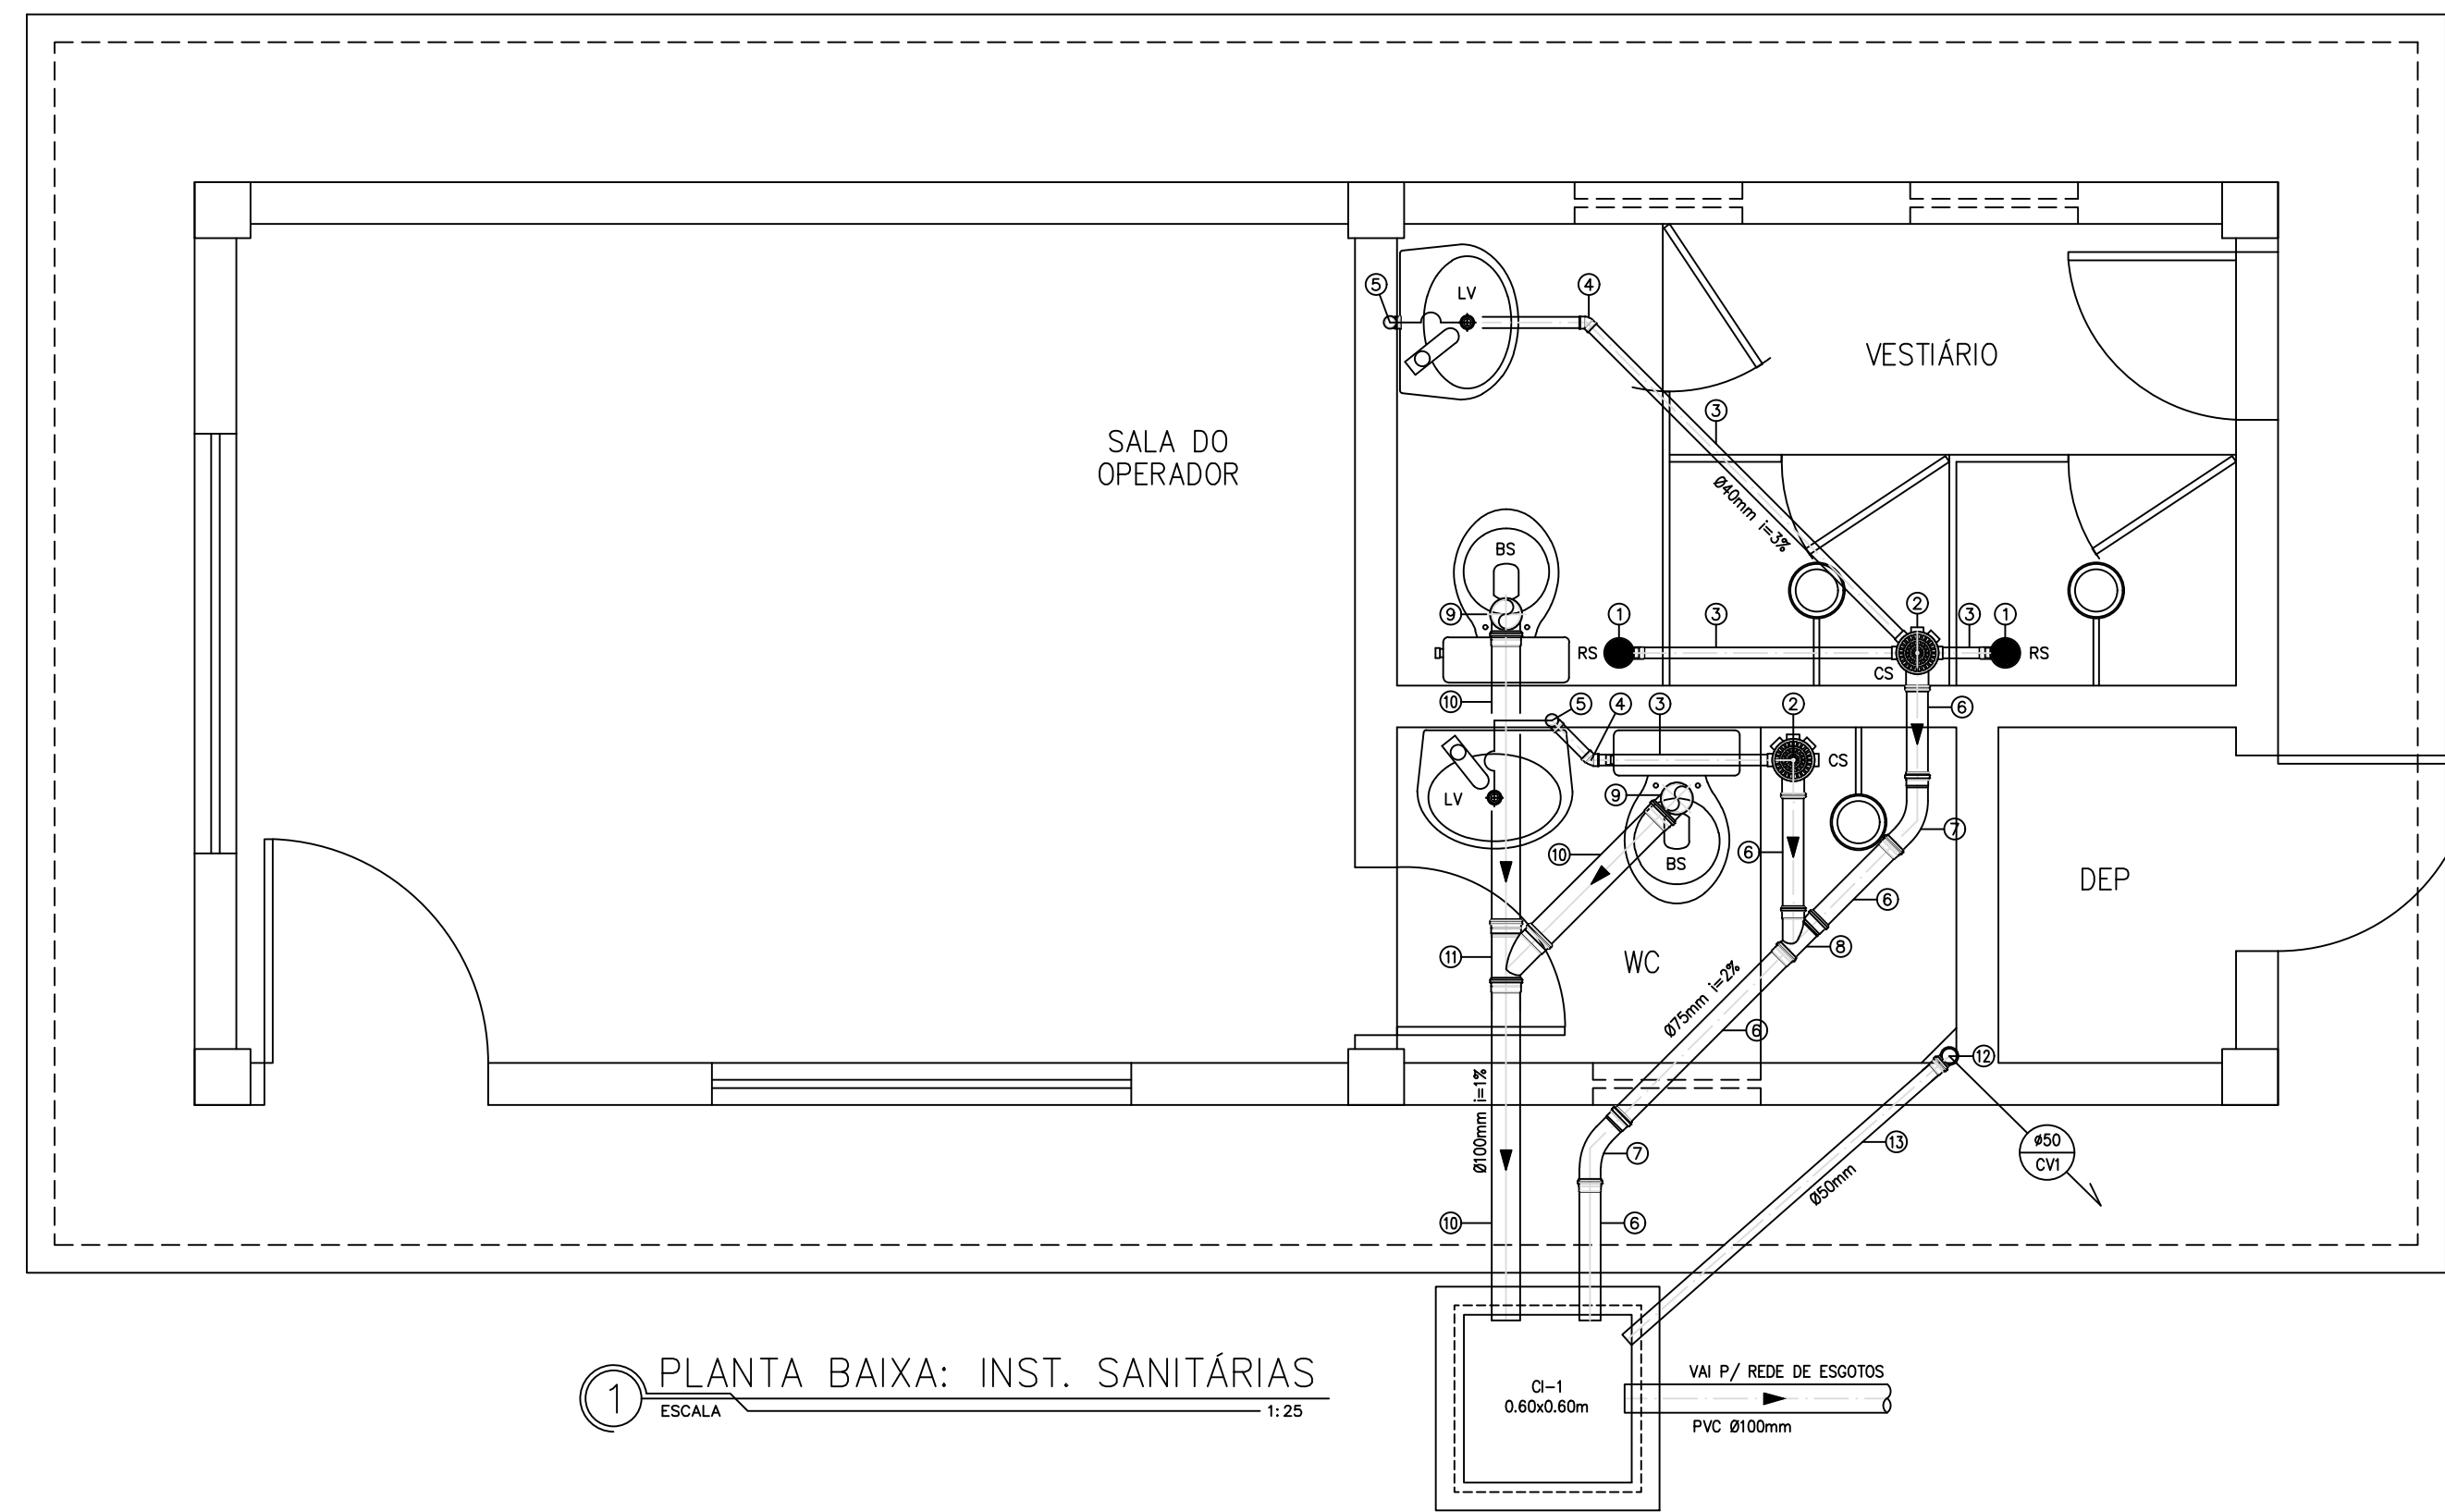 5
LV
4
VESTIÁRIO
3
SALA DO
OPERADOR
Ø40mm i=3%
BS
9
1
3
2
3
1
RS
CS
RS
10
5
4
3
2
6
CS
LV
9
7
10
BS
6
DEP
6
8
11
WC
Ø75mm i=2%
6
12
Ø100mm i=1%
ø50
CV1
7
13
Ø50mm
10
6
1
PLANTA BAIXA: INST. SANITÁRIAS
ESCALA
1:25
CI-1
0.60x0.60m
VAI P/ REDE DE ESGOTOS
PVC Ø100mm